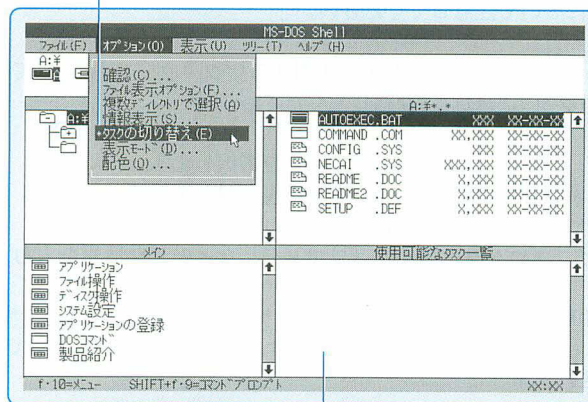 MS-DOS Shell
ファイル(F) オプション(O) 表示(V) ツリー(T) ヘルプ(H)
A:¥
確認(C)...
ファイル表示オプション(F)...
複数ディレクトリで選択(A)
情報表示(S)...
•タスクの切り替え(E)
表示モード(D)...
配色(O)...
A:¥
A:¥*.*
AUTOEXEC.BAT XXX XX-XX-XX
COMMAND .COM XX,XXX XX-XX-XX
CONFIG .SYS XXX XX-XX-XX
NECAI .SYS XXX,XXX XX-XX-XX
README .DOC X,XXX XX-XX-XX
README2 .DOC X,XXX XX-XX-XX
SETUP .DEF X,XXX XX-XX-XX
メイン
アプリケーション
ファイル操作
ディスク操作
システム設定
アプリケーションの登録
DOSコマンド
製品紹介
使用可能なタスク一覧
f・10=メニュー SHIFT+f・9=コマンドプロンプト XX:XX